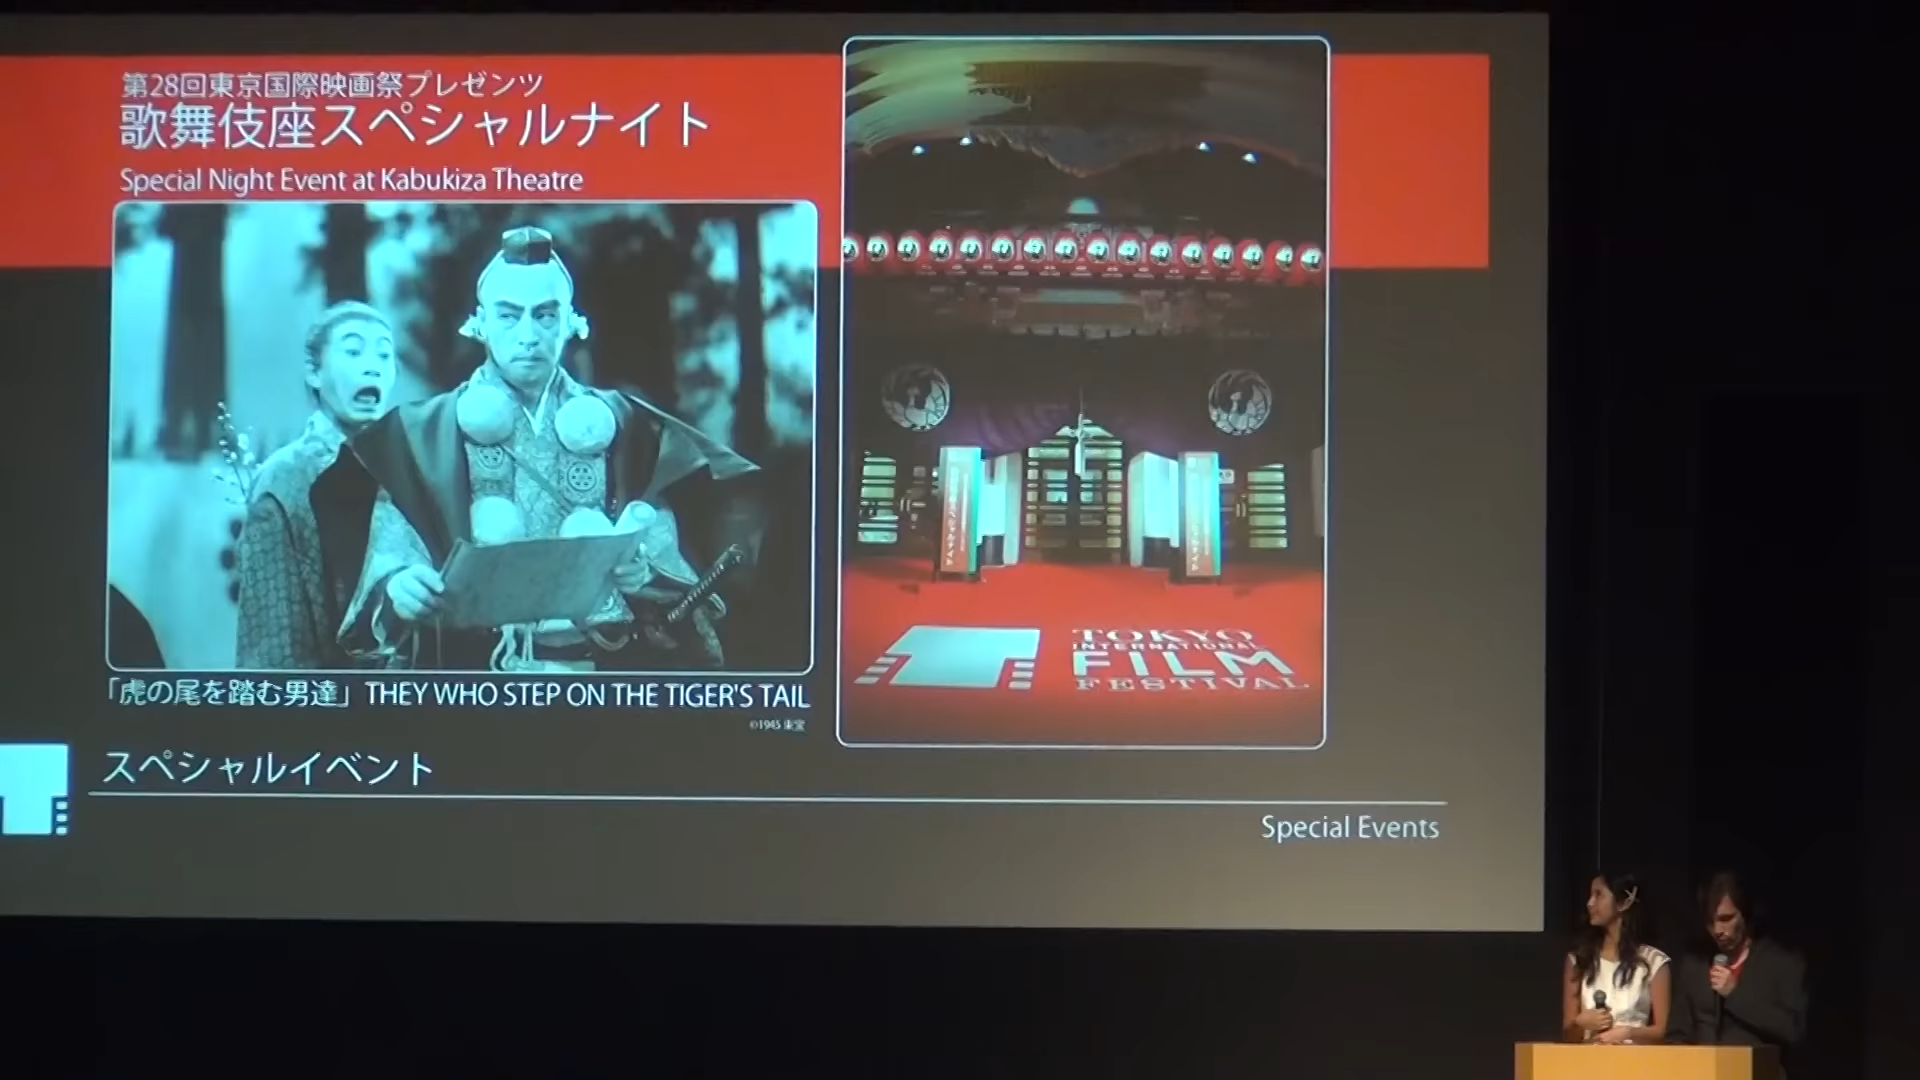 第28回東京国際映画祭プレゼンツ
歌舞伎座スペシャルナイト
Special Night Event at Kabukiza Theatre
「虎の尾を踏む男達」 THEY WHO STEP ON THE TIGER'S TAIL
©1945 東宝
TOKYO
INTERNATIONAL
FILM
FESTIVAL
スペシャルイベント
Special Events